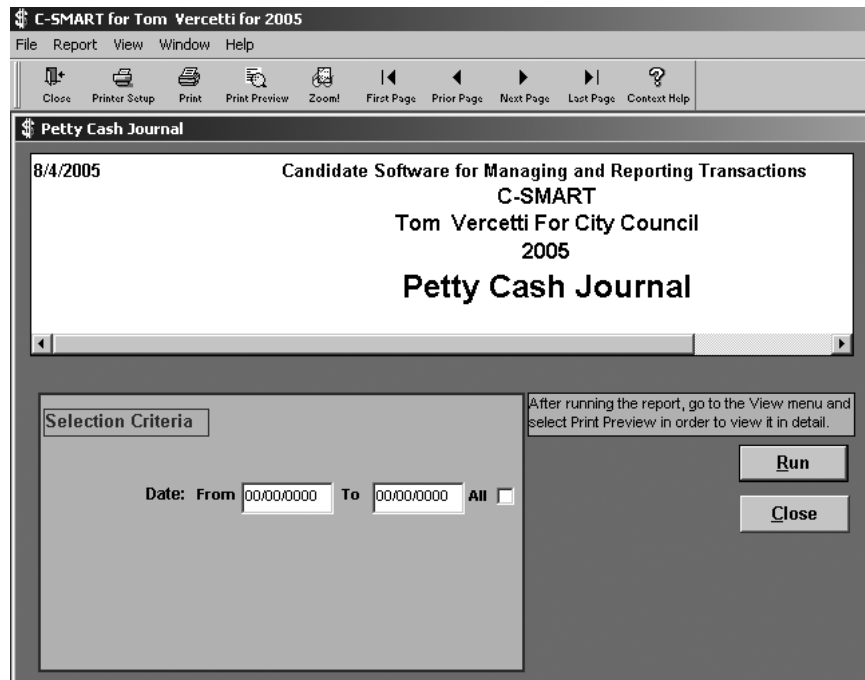 C-SMART for Tom Vercetti for 2005
File Report View Window Help
Close Printer Setup Print Print Preview Zoom! First Page Prior Page Next Page Last Page Context Help
Petty Cash Journal
8/4/2005 Candidate Software for Managing and Reporting Transactions
C-SMART
Tom Vercetti For City Council
2005
Petty Cash Journal
Selection Criteria
After running the report, go to the View menu and
select Print Preview in order to view it in detail.
Date: From 00/00/0000 To 00/00/0000 All
Run
Close